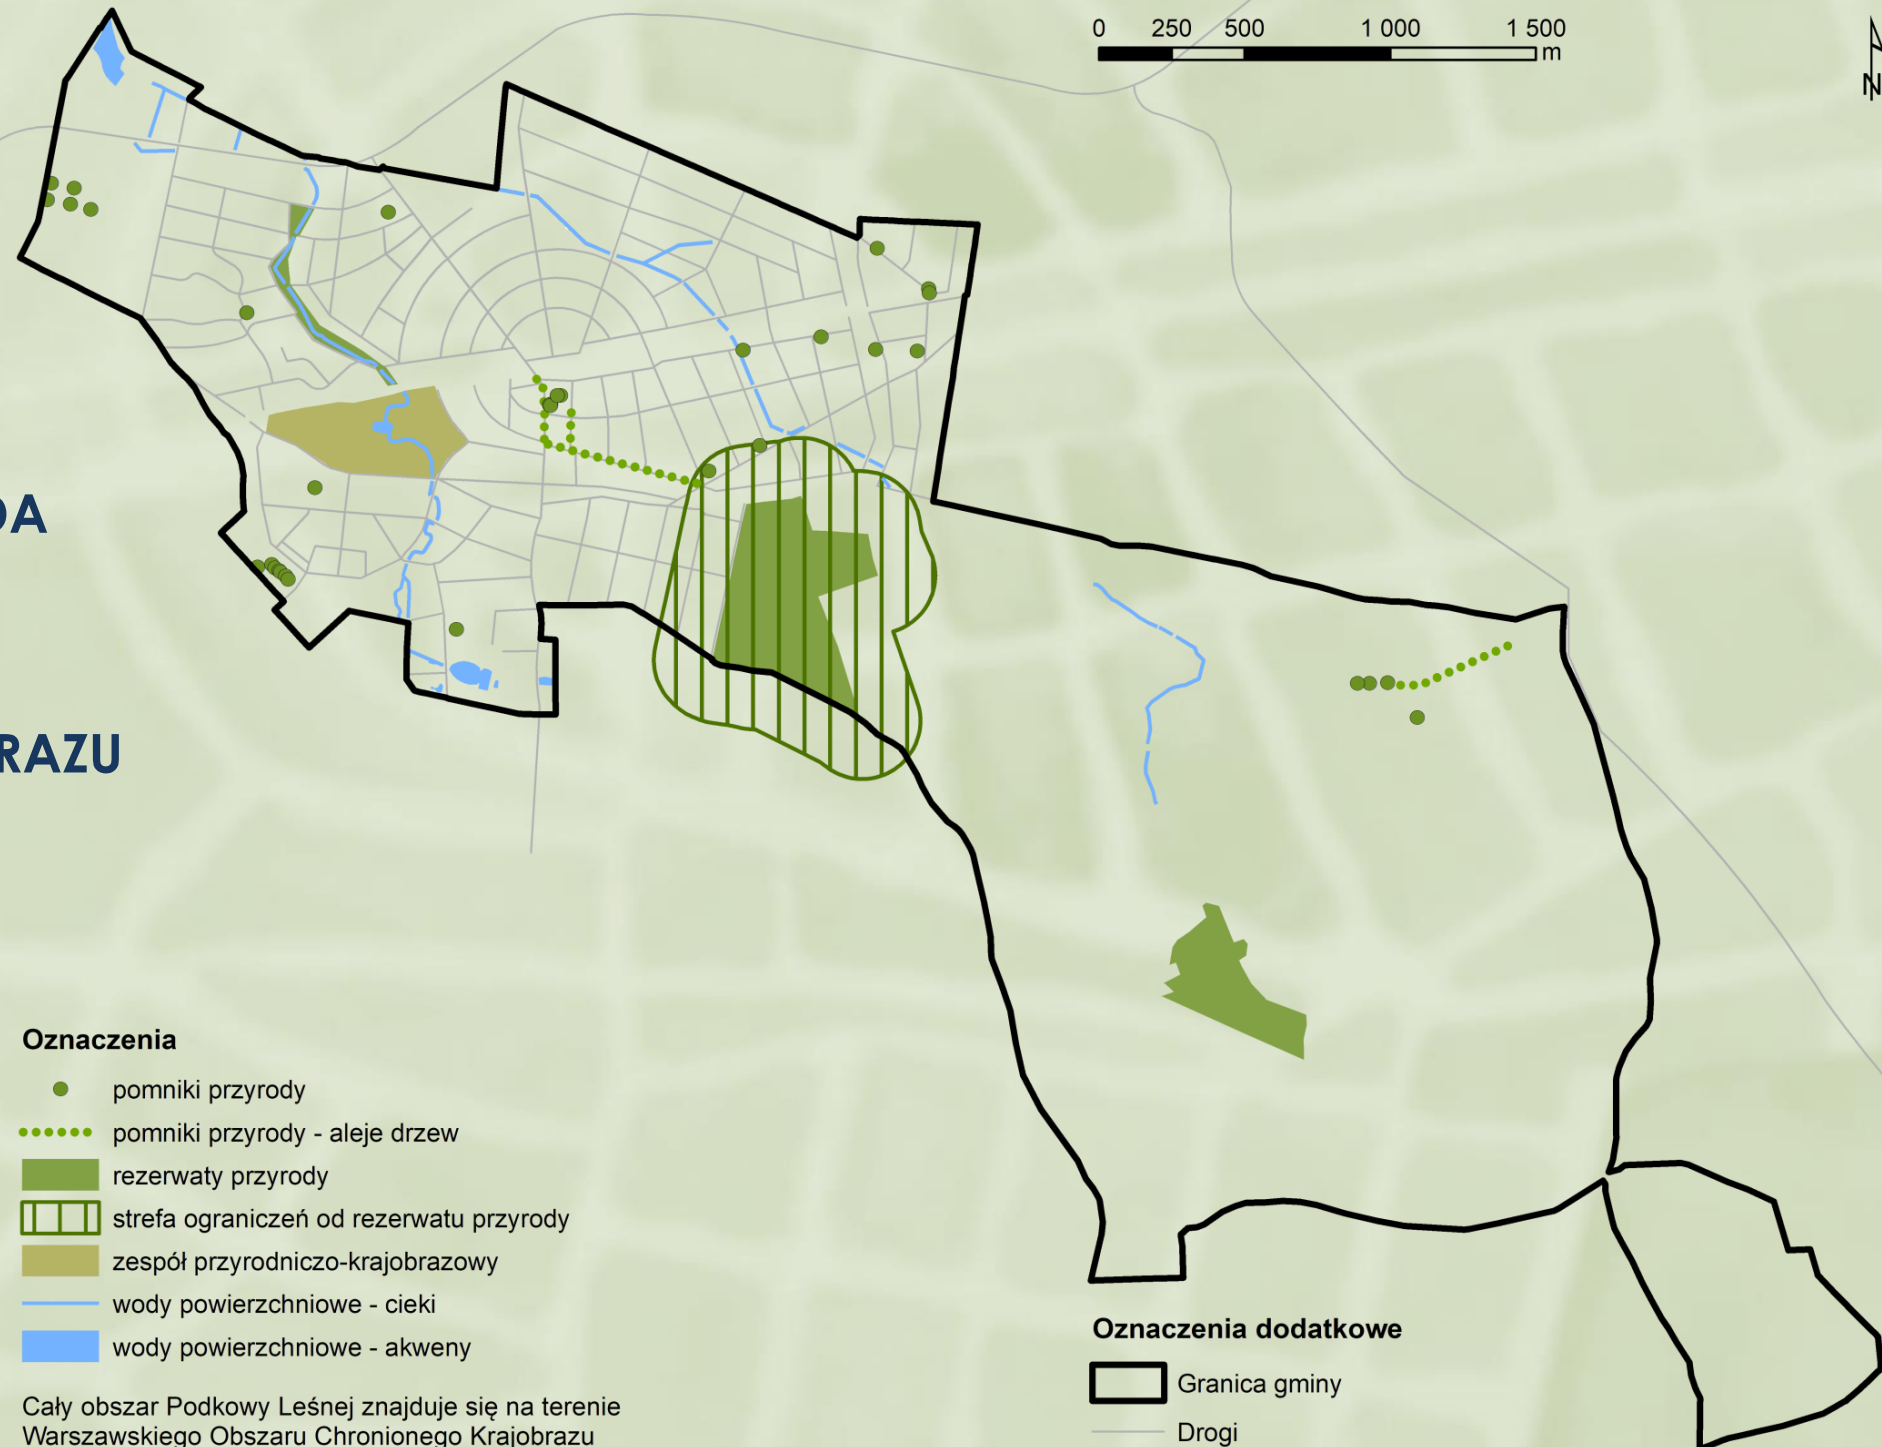 0 250 500 1 000 1 500
m
N
DA
RAZU
Oznaczenia
pomniki przyrody
pomniki przyrody - aleje drzew
rezerwaty przyrody
strefa ograniczeń od rezerwatu przyrody
zespół przyrodniczo-krajobrazowy
wody powierzchniowe - cieki
wody powierzchniowe - akweny
Cały obszar Podkowy Leśnej znajduje się na terenie
Warszawskiego Obszaru Chronionego Krajobrazu
Oznaczenia dodatkowe
Granica gminy
Drogi